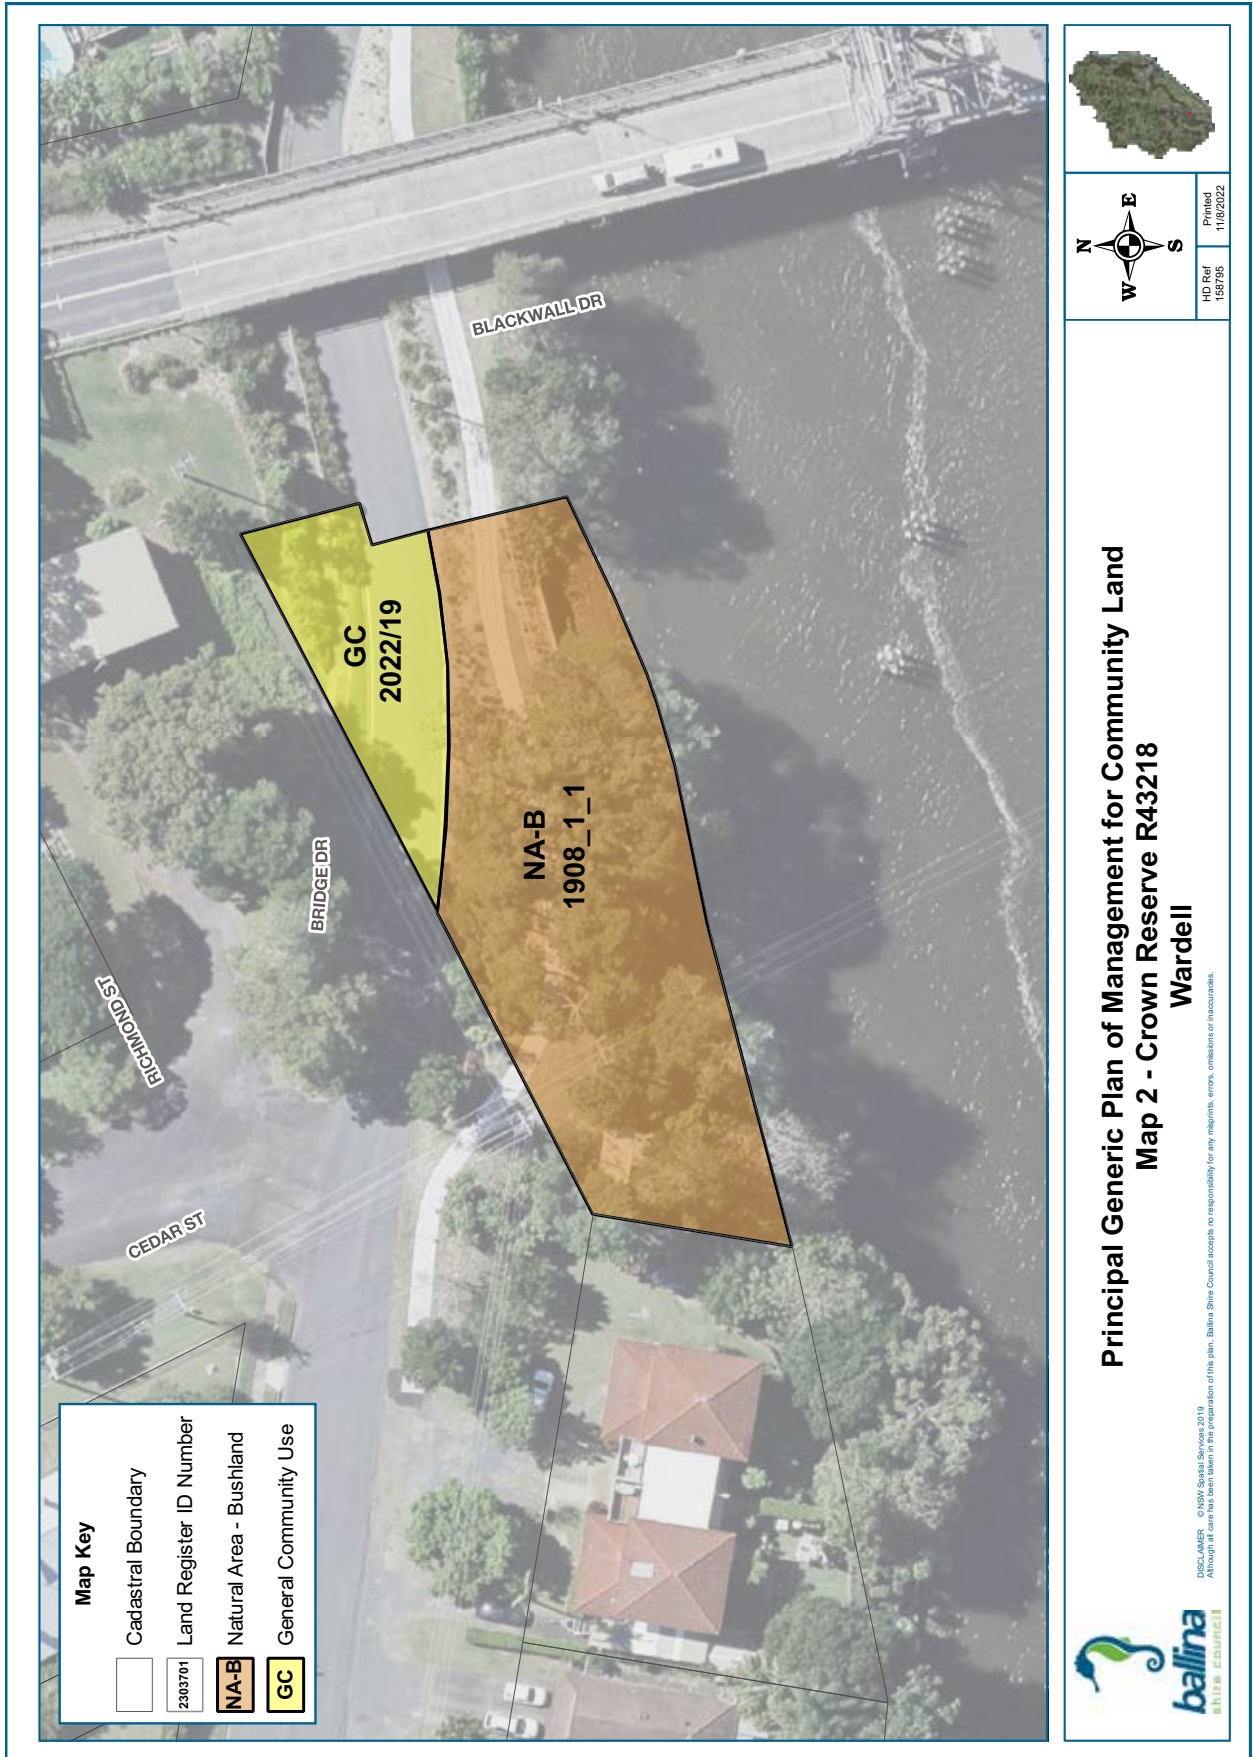 Map Key
Cadastral Boundary
2303701 Land Register ID Number
NA-B Natural Area - Bushland
GC General Community Use
CEDAR ST
RICHMOND ST
BRIDGE DR
BLACKWALL DR
GC
2022/19
NA-B
1908_1_1
ballina
shire council
Principal Generic Plan of Management for Community Land
Map 2 - Crown Reserve R43218
Wardell
DISCLAIMER © NSW Spatial Services 2019
Although all care has been taken in the preparation of this plan, Ballina Shire Council accepts no responsibility for any misprints, errors, omissions or inaccuracies.
N
W E
S
HD Ref
158795
Printed
11/8/2022